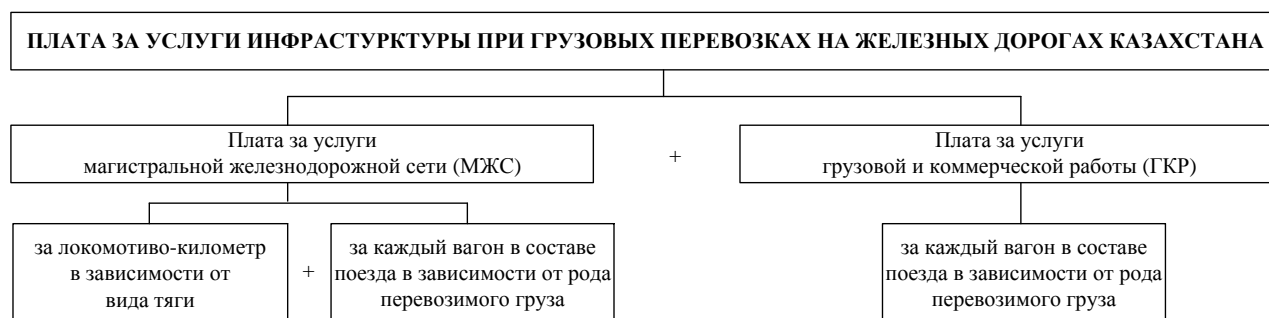 ПЛАТА ЗА УСЛУГИ ИНФРАСТУРКТУРЫ ПРИ ГРУЗОВЫХ ПЕРЕВОЗКАХ НА ЖЕЛЕЗНЫХ ДОРОГАХ КАЗАХСТАНА
Плата за услуги
магистральной железнодорожной сети (МЖС)
+
Плата за услуги
грузовой и коммерческой работы (ГКР)
за локомотиво-километр
в зависимости от
вида тяги
+
за каждый вагон в составе
поезда в зависимости от рода
перевозимого груза
за каждый вагон в составе
поезда в зависимости от рода
перевозимого груза